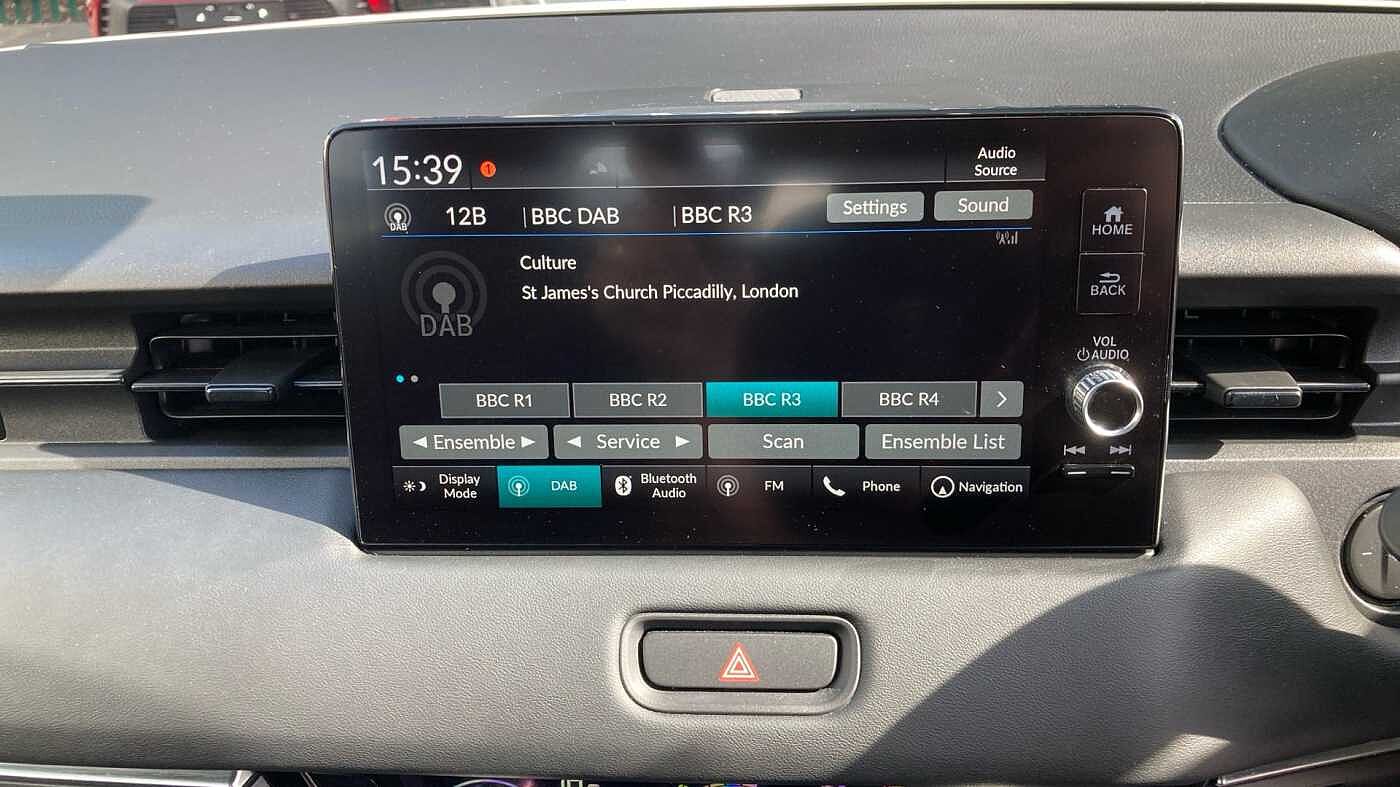 15:39
1
Audio
Source
DAB
12B
BBC DAB
BBC R3
Settings
Sound
HOME
Culture
St James's Church Piccadilly, London
DAB
BACK
VOL
AUDIO
BBC R1
BBC R2
BBC R3
BBC R4
Ensemble
Service
Scan
Ensemble List
Display
Mode
DAB
Bluetooth
Audio
FM
Phone
Navigation